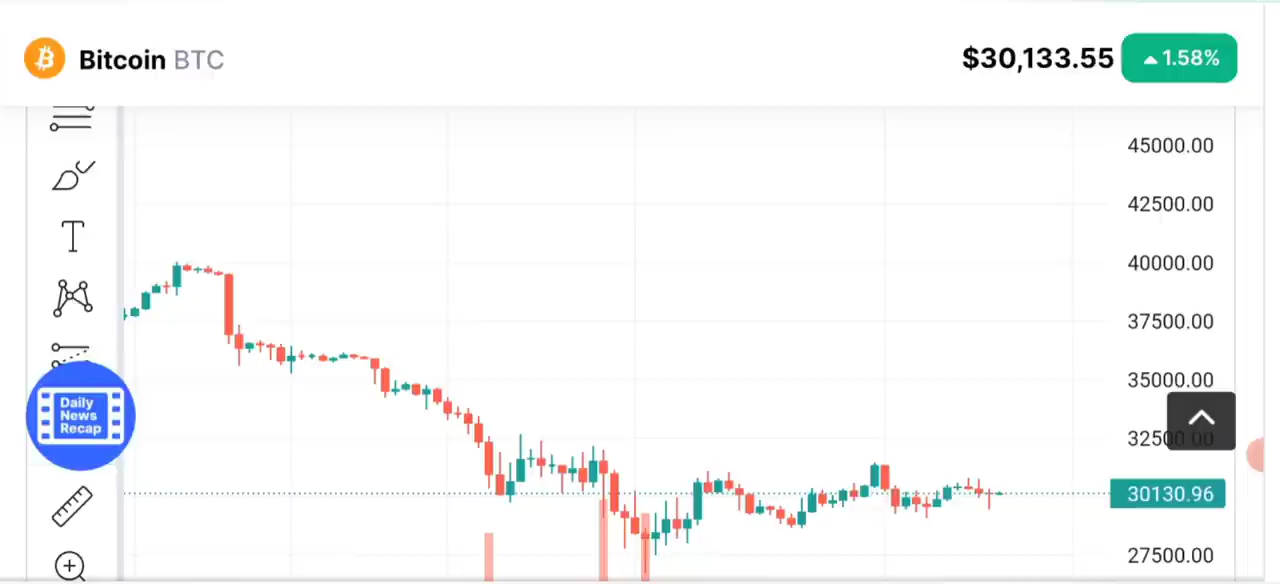 Bitcoin BTC
$30,133.55
1.58%
45000.00
42500.00
40000.00
37500.00
35000.00
32500.00
30130.96
27500.00
Daily
News
Recap